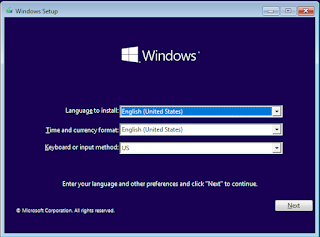 Windows Setup
Windows
Language to install: English (United States)
Time and currency format: English (United States)
Keyboard or input method: US
Enter your language and other preferences and click "Next" to continue.
Next
© Microsoft Corporation. All rights reserved.